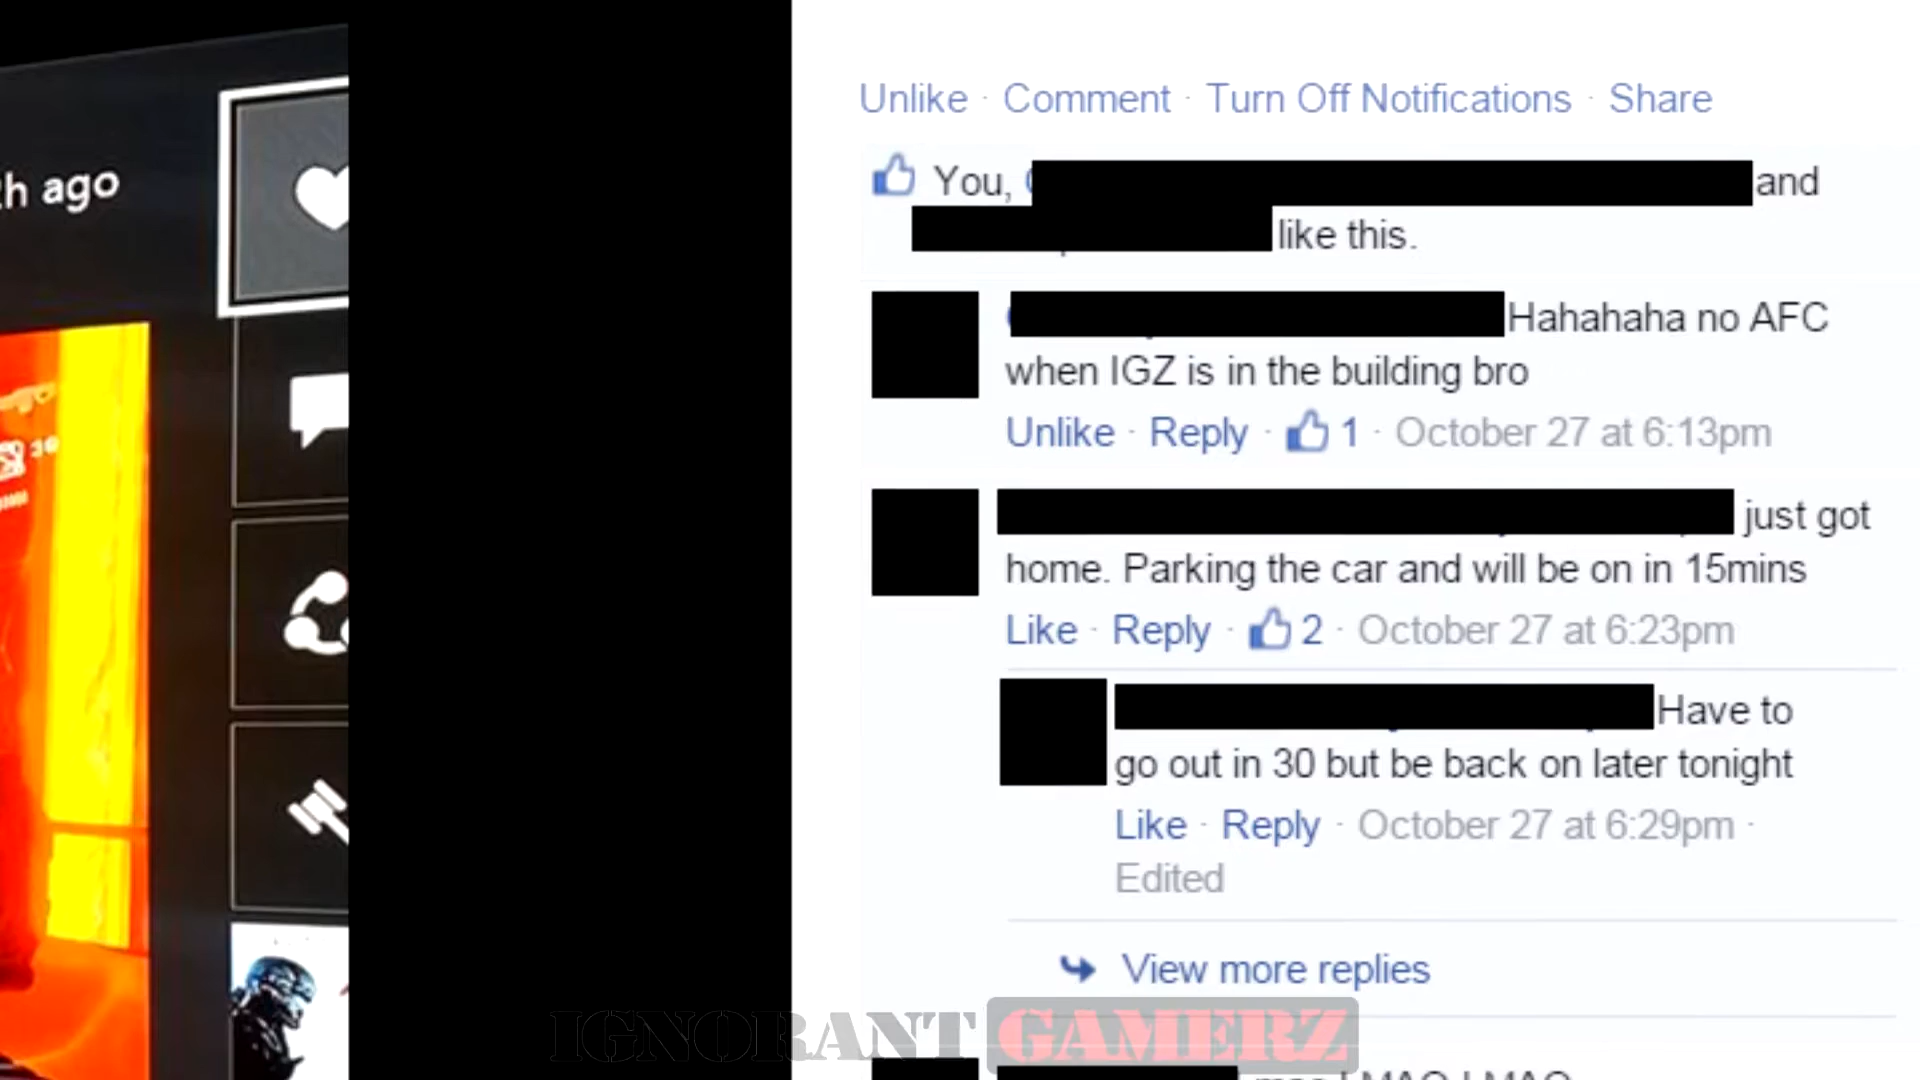 h ago
30
Unlike · Comment · Turn Off Notifications · Share
You, and
like this.
Hahahaha no AFC
when IGZ is in the building bro
Unlike · Reply · 1 · October 27 at 6:13pm
just got
home. Parking the car and will be on in 15mins
Like · Reply · 2 · October 27 at 6:23pm
Have to
go out in 30 but be back on later tonight
Like · Reply · October 27 at 6:29pm ·
Edited
View more replies
IGNORANT GAMERZ
LMAO LMAO